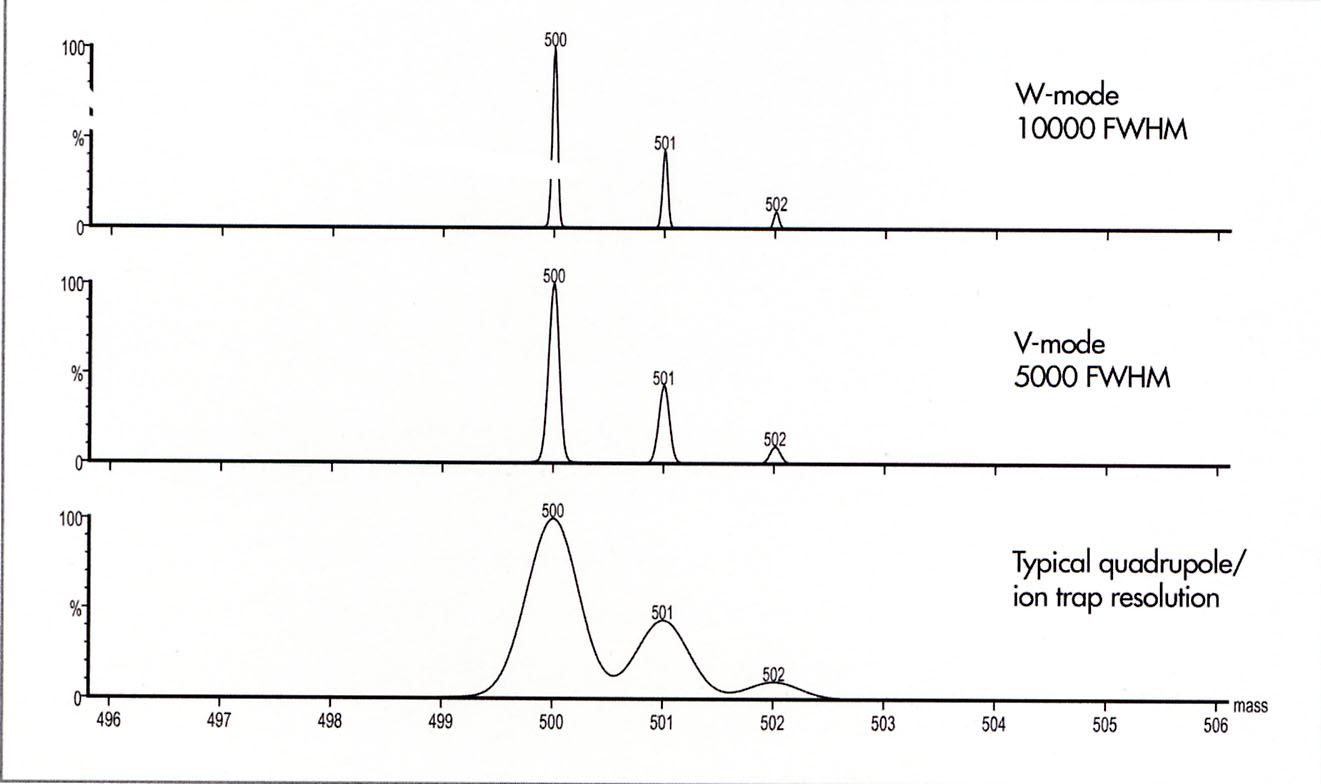 100
500
W-mode
10000 FWHM
%
501
502
0
100
500
V-mode
5000 FWHM
%
501
502
0
100
500
Typical quadrupole/
ion trap resolution
%
501
502
0
496 497 498 499 500 501 502 503 504 505 506 mass